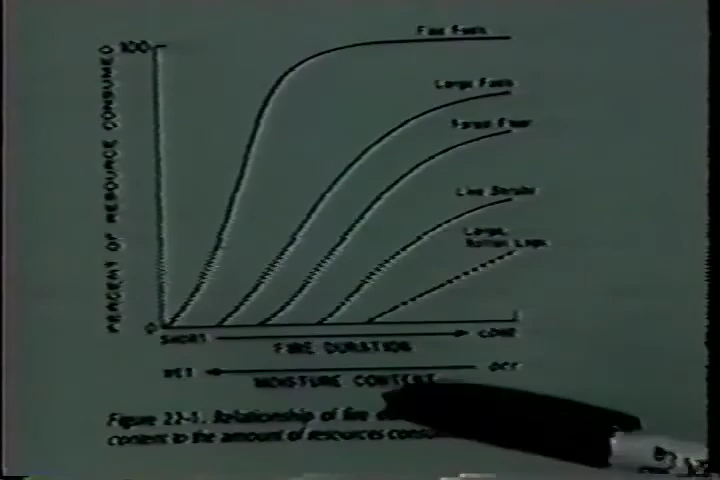 Fine Fuels
100
Large Fuels
Forest Floor
Live Shrubs
Large,
Rotten Logs
PERCENT OF RESOURCE CONSUMED
0
SHORT LONG
FIRE DURATION
WET DRY
MOISTURE CONTENT
Figure 22-1. Relationship of fire
content to the amount of resources